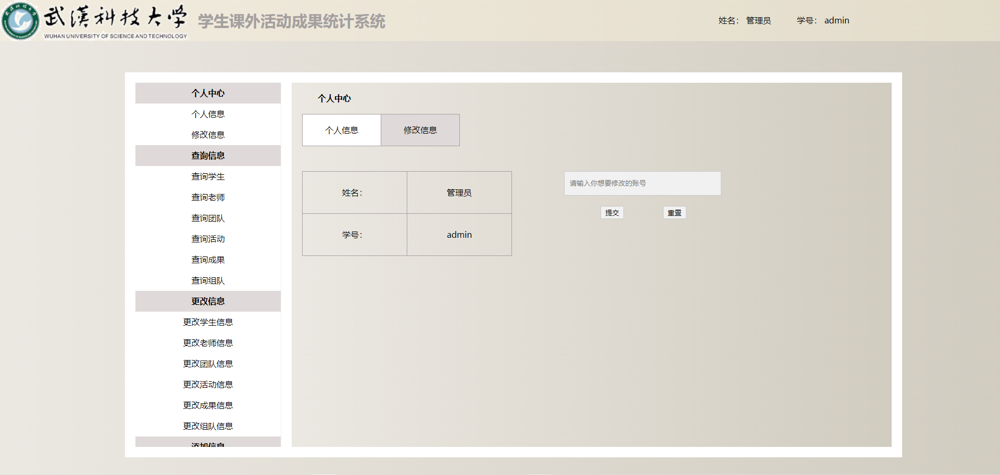 武漢科技大学
WUHAN UNIVERSITY OF SCIENCE AND TECHNOLOGY
学生课外活动成果统计系统
姓名： 管理员 学号： admin
个人中心
个人信息
修改信息
查询信息
查询学生
查询老师
查询团队
查询活动
查询成果
查询组队
更改信息
更改学生信息
更改老师信息
更改团队信息
更改活动信息
更改成果信息
更改组队信息
添加信息
个人中心
个人信息 修改信息
姓名： 管理员
学号： admin
请输入你想要修改的账号
提交 重置